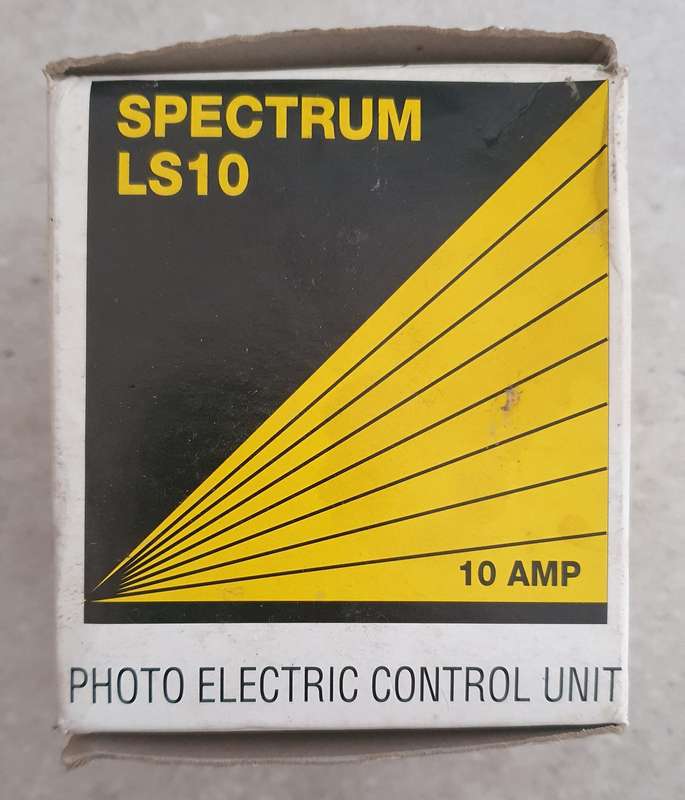 SPECTRUM
LS10
10 AMP
PHOTO ELECTRIC CONTROL UNIT